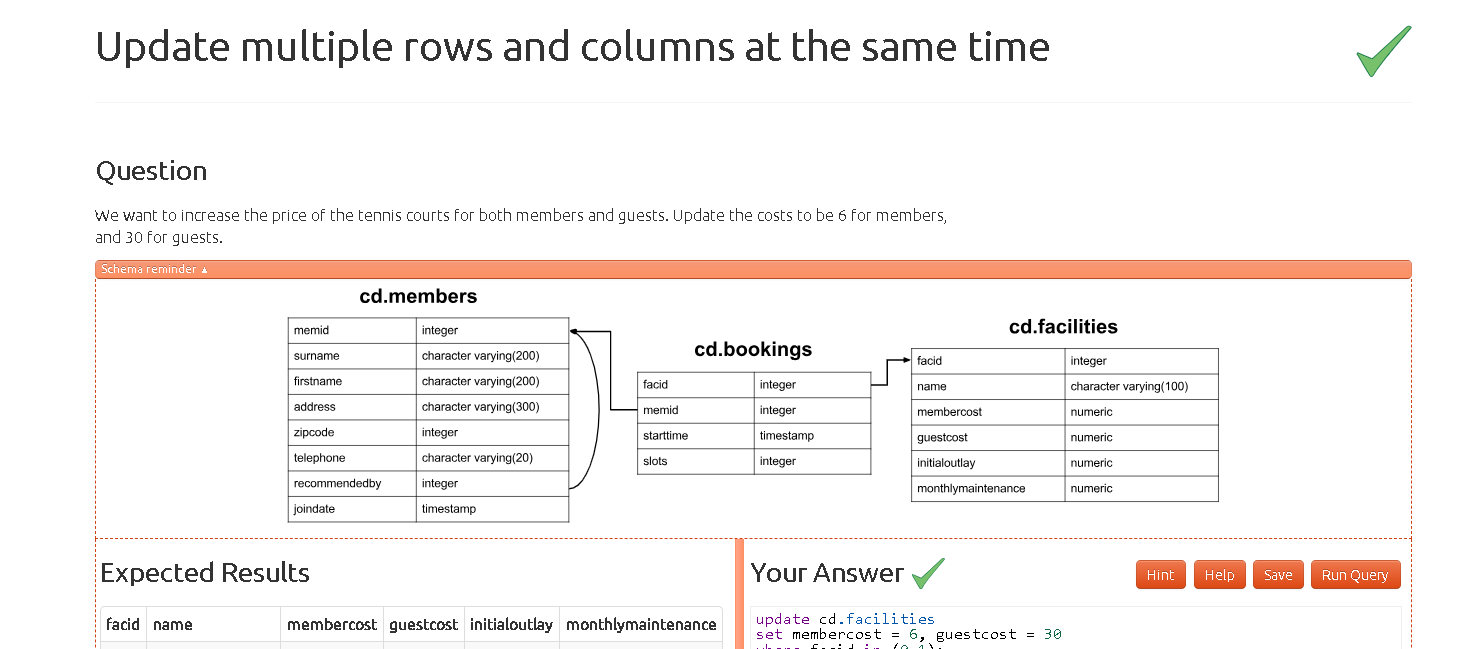 Update multiple rows and columns at the same time
Question
We want to increase the price of the tennis courts for both members and guests. Update the costs to be 6 for members,
and 30 for guests.
Schema reminder ▲
cd.members
memid integer
surname character varying(200)
firstname character varying(200)
address character varying(300)
zipcode integer
telephone character varying(20)
recommendedby integer
joindate timestamp
cd.bookings
facid integer
memid integer
starttime timestamp
slots integer
cd.facilities
facid integer
name character varying(100)
membercost numeric
guestcost numeric
initialoutlay numeric
monthlymaintenance numeric
Expected Results
facid name membercost guestcost initialoutlay monthlymaintenance
Your Answer
Hint Help Save Run Query
update cd.facilities
set membercost = 6, guestcost = 30
where facid in (0,1);